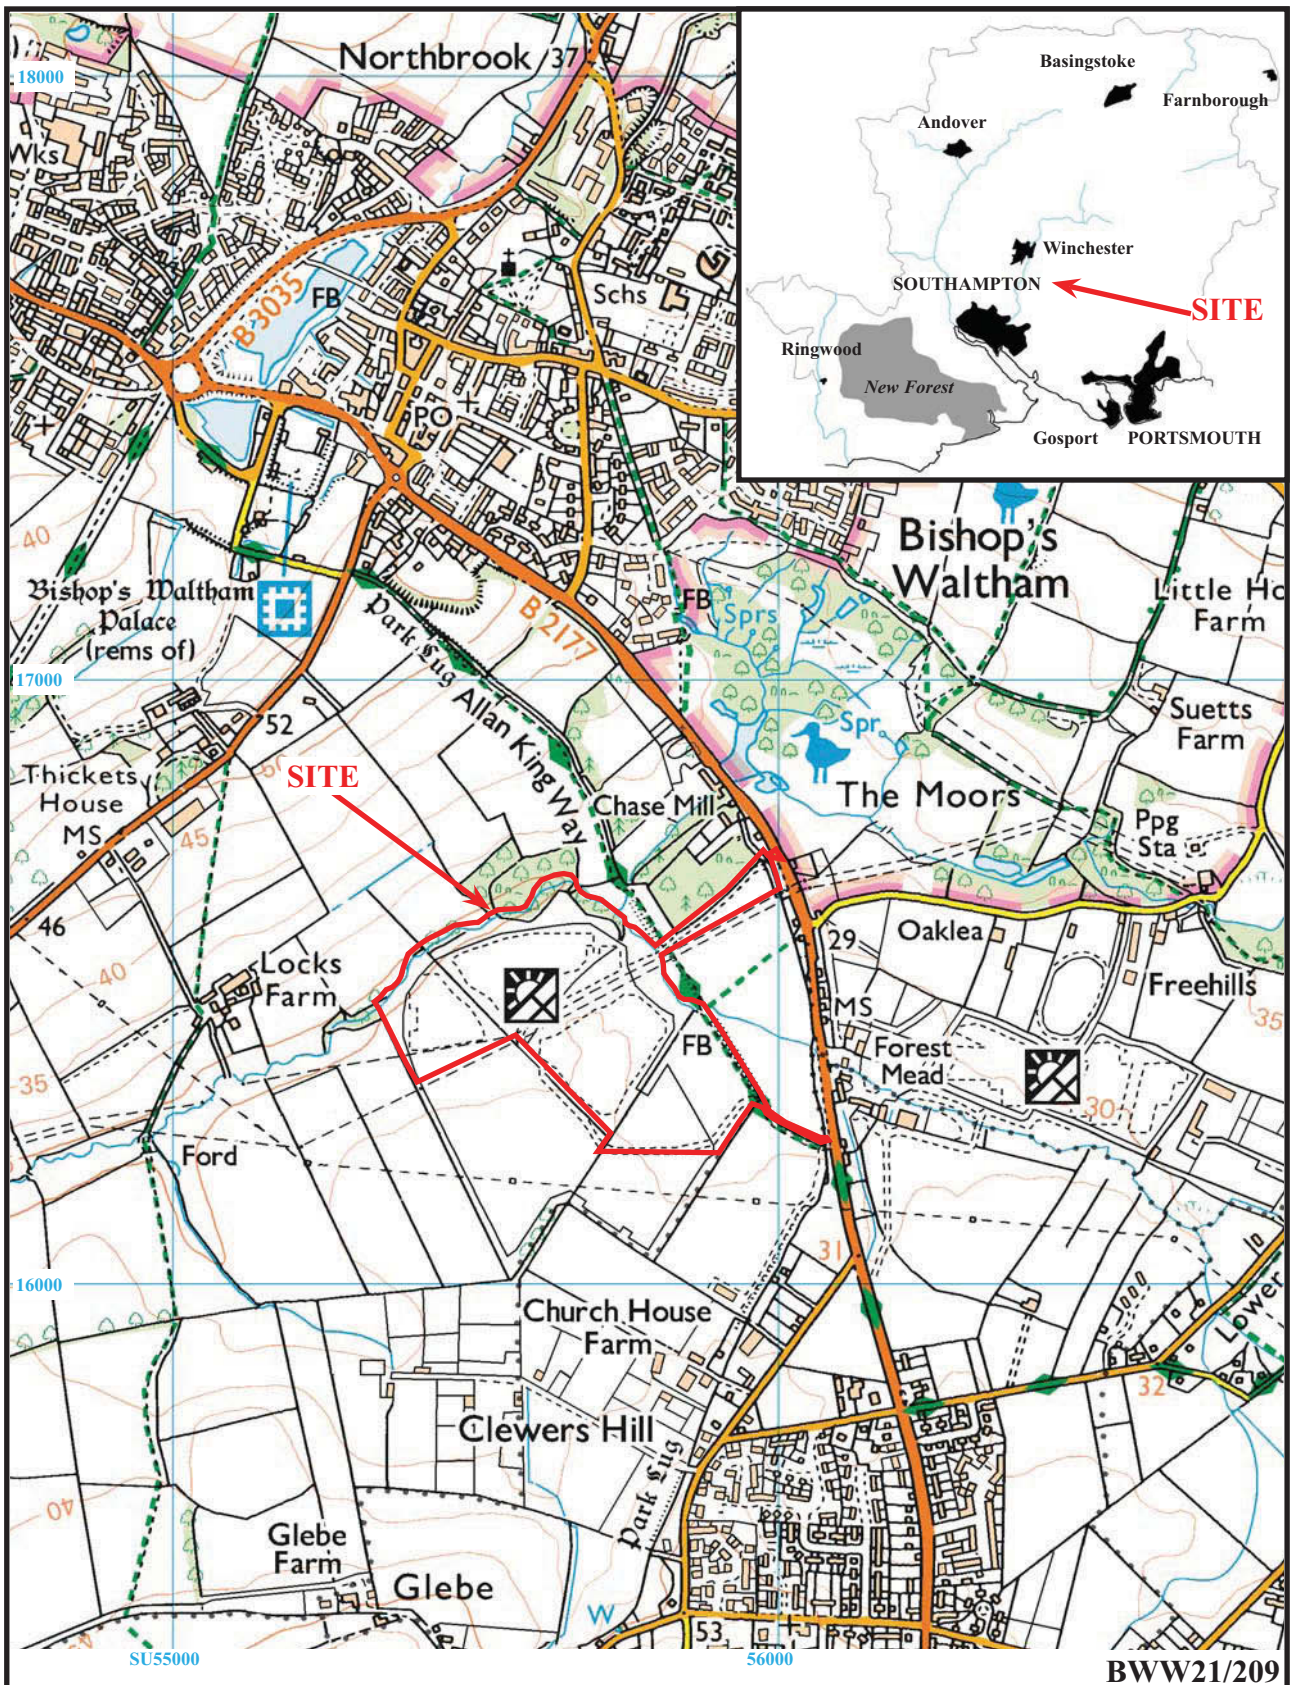 Northbrook
37
18000
Wks
B 3035
FB
Schs
PO
Basingstoke
Farnborough
Andover
Winchester
SOUTHAMPTON
SITE
Ringwood
New Forest
Gosport
PORTSMOUTH
40
Bishop's Waltham
Palace
(rems of)
Park Lug
Allan King Way
B 2177
FB
Sprs
Bishop's
Waltham
Little Ho
Farm
17000
52
60
Spr
Suetts
Farm
Thickets
House
MS
SITE
45
Chase Mill
The Moors
Ppg
Sta
46
40
Locks
Farm
29
Oaklea
Freehills
35
MS
FB
Forest
Mead
35
30
Ford
31
16000
Church House
Farm
Lower
32
Clewers Hill
Park Lug
40
Glebe
Farm
Glebe
W
53
45
SU55000
56000
BWW21/209